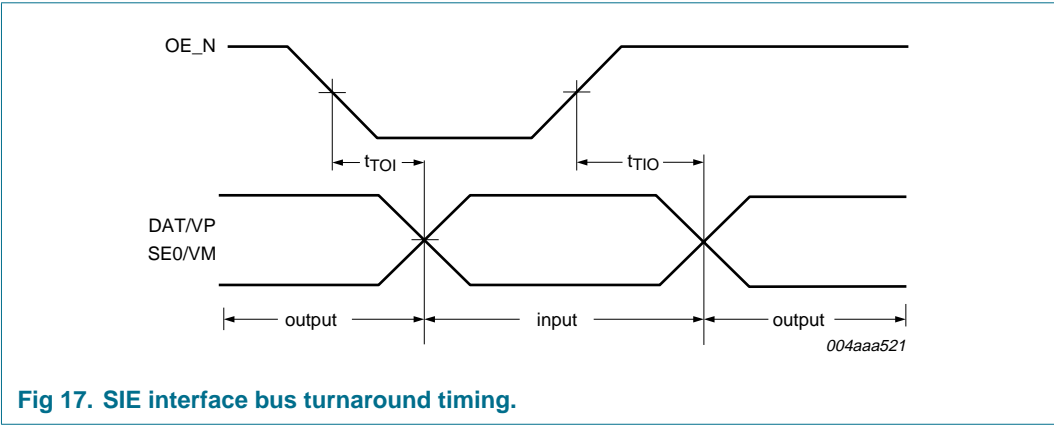 OE_N
tTOI
tTIO
DAT/VP
SE0/VM
output
input
output
004aaa521
Fig 17. SIE interface bus turnaround timing.